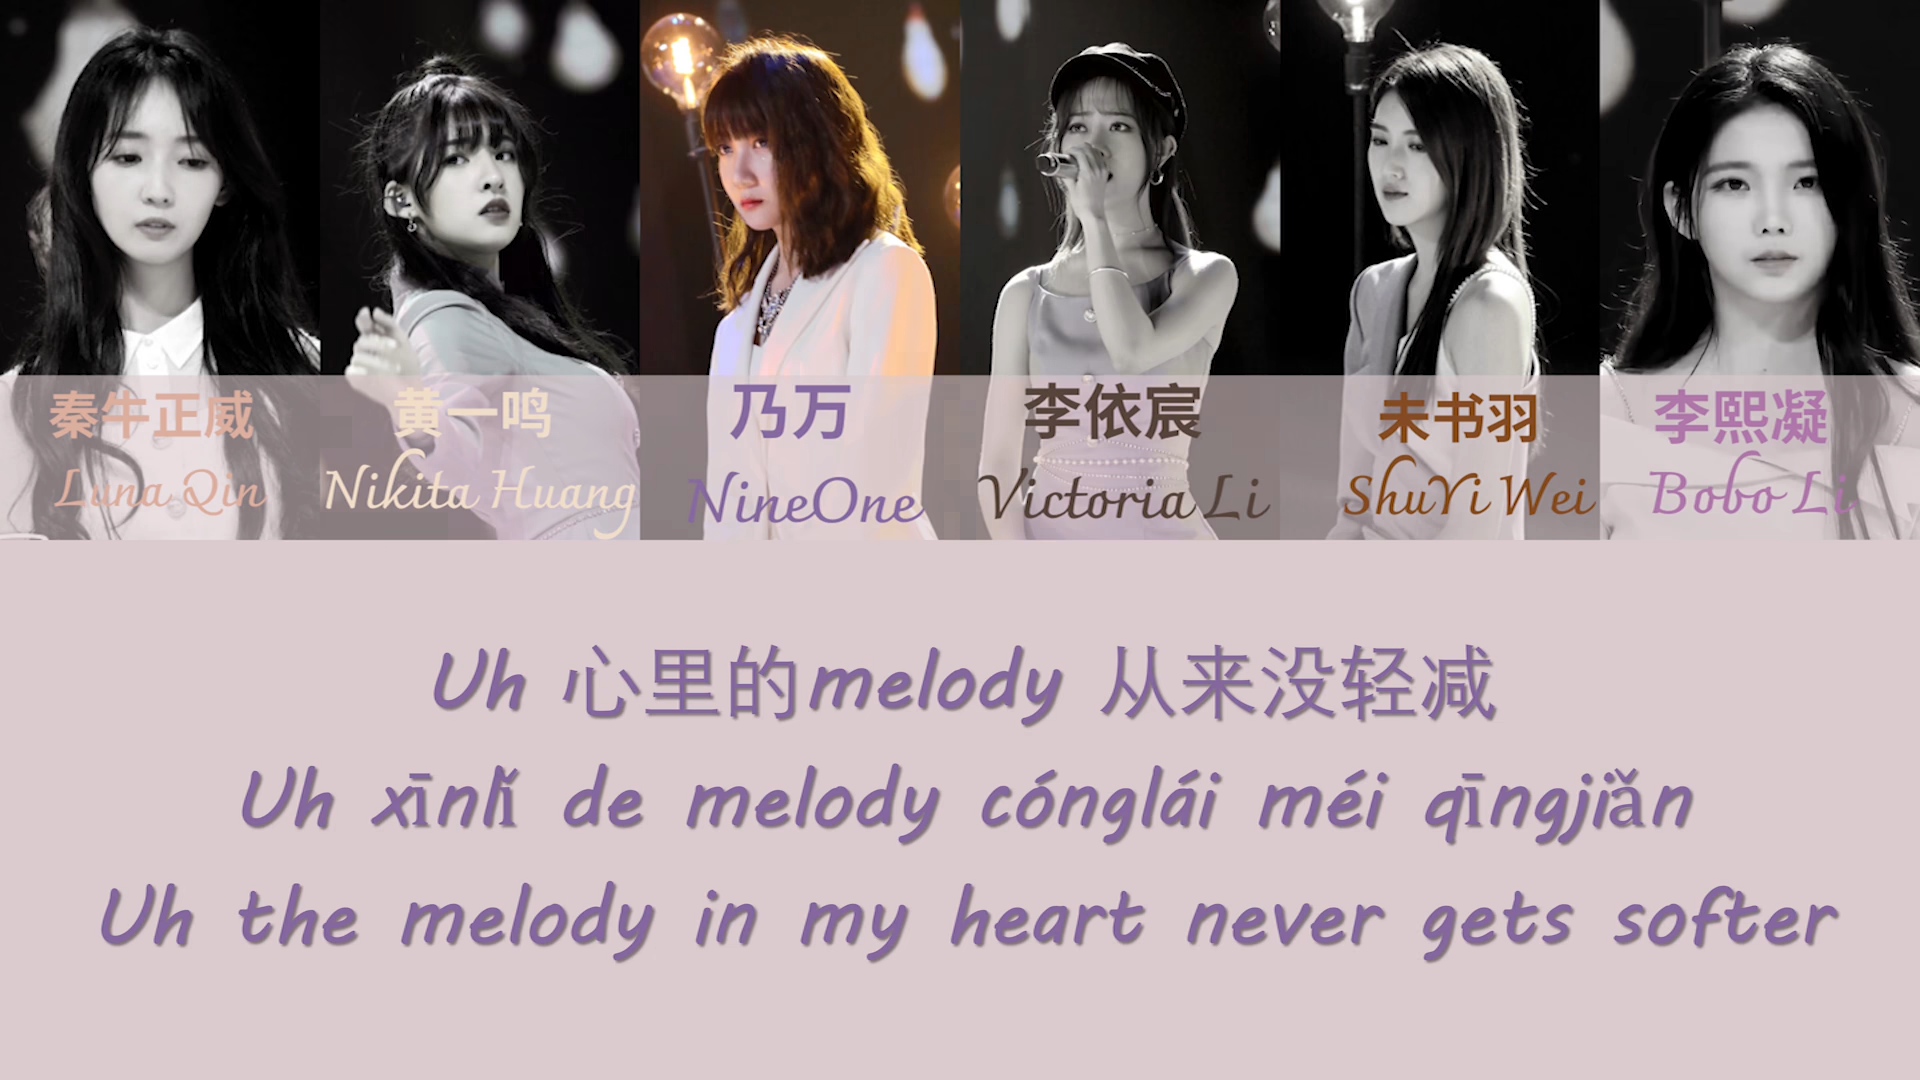 秦牛正威 黄一鸣 乃万 李依宸 未书羽 李熙凝
Luna Qin Nikita Huang NineOne Victoria Li ShuYi Wei Bobo Li
Uh 心里的melody 从来没轻减
Uh xīnlǐ de melody cónglái méi qīngjiǎn
Uh the melody in my heart never gets softer